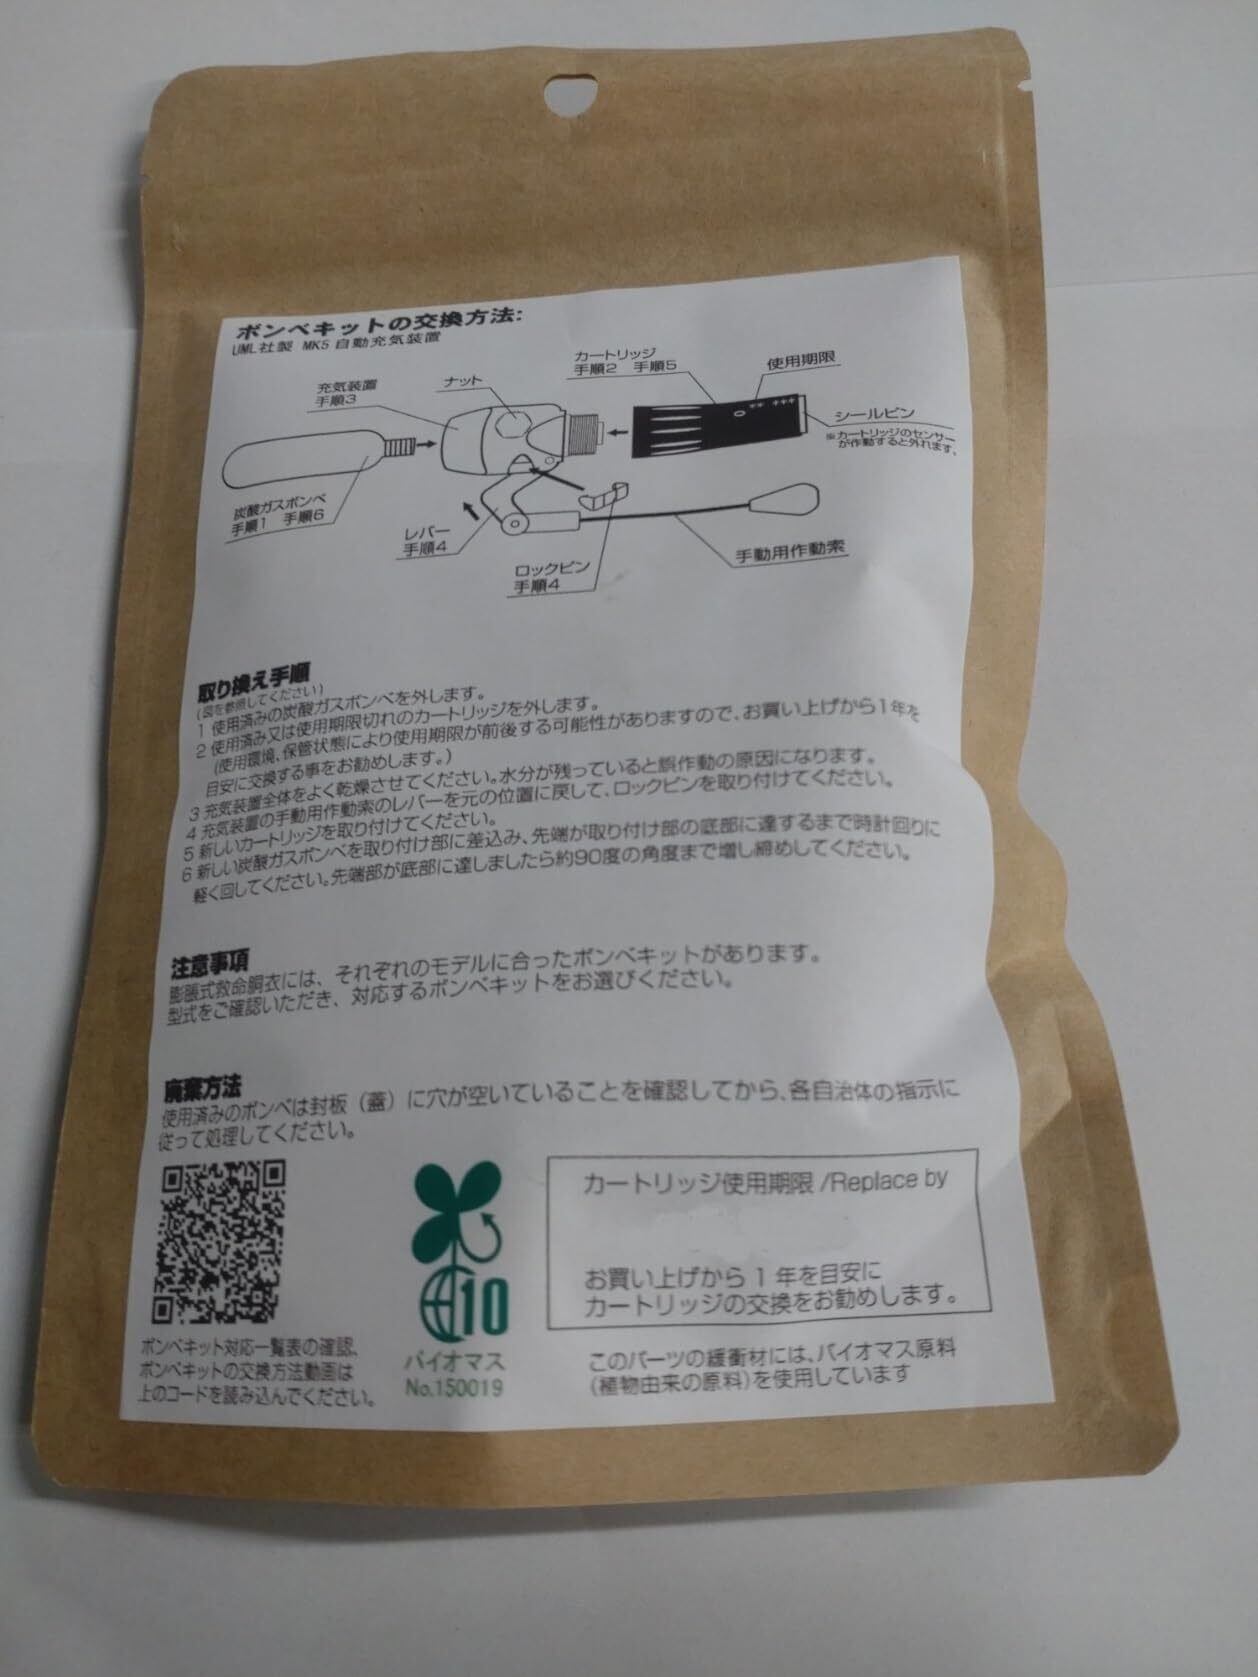 ボンベキットの交換方法:
UML社製 MK5 自動充気装置
充気装置
手順3
ナット
カートリッジ
手順2 手順5
使用期限
シールピン
※カートリッジのセンサー
が作動すると外れます。
炭酸ガスボンベ
手順1 手順6
レバー
手順4
ロックピン
手順4
手動用作動索
取り換え手順
(図を参照してください)
1 使用済みの炭酸ガスボンベを外します。
2 使用済み又は使用期限切れのカートリッジを外します。
(使用環境、保管状態により使用期限が前後する可能性がありますので、お買い上げから1年を
目安に交換する事をお勧めします。)
3 充気装置全体をよく乾燥させてください。水分が残っていると誤作動の原因になります。
4 充気装置の手動用作動索のレバーを元の位置に戻して、ロックピンを取り付けてください。
5 新しいカートリッジを取り付けてください。
6 新しい炭酸ガスボンベを取り付け部に差込み、先端が取り付け部の底部に達するまで時計回りに
軽く回してください。先端部が底部に達しましたら約90度の角度まで増し締めしてください。
注意事項
膨脹式救命胴衣には、それぞれのモデルに合ったボンベキットがあります。
型式をご確認いただき、対応するボンベキットをお選びください。
廃棄方法
使用済みのボンベは封板(蓋)に穴が空いていることを確認してから、各自治体の指示に
従って処理してください。
カートリッジ使用期限/Replace by
お買い上げから1年を目安に
カートリッジの交換をお勧めします。
10
バイオマス
No.150019
ボンベキット対応一覧表の確認、
ボンベキットの交換方法動画は
上のコードを読み込んでください。
このパーツの緩衝材には、バイオマス原料
(植物由来の原料)を使用しています